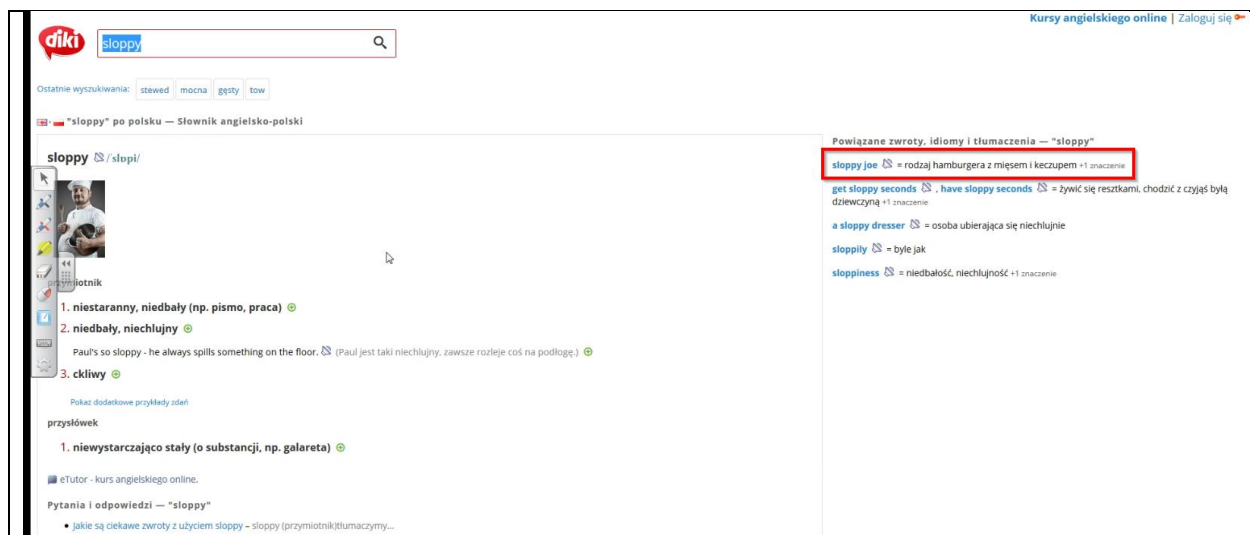 Kursy angielskiego online | Zaloguj się
diki
sloppy
Ostatnie wyszukiwania: stewed mocna gęsty tow
"sloppy" po polsku — Słownik angielsko-polski
sloppy /ˈslɒpi/
przymiotnik
1. niestaranny, niedbały (np. pismo, praca)
2. niedbały, niechlujny
Paul's so sloppy - he always spills something on the floor. (Paul jest taki niechlujny, zawsze rozleje coś na podłogę.)
3. ckliwy
Pokaż dodatkowe przykłady zdań
przysłówek
1. niewystarczająco stały (o substancji, np. galareta)
eTutor - kurs angielskiego online.
Pytania i odpowiedzi — "sloppy"
• Jakie są ciekawe zwroty z użyciem sloppy – sloppy (przymiotnik)tłumaczymy...
Powiązane zwroty, idiomy i tłumaczenia — "sloppy"
sloppy joe = rodzaj hamburgera z mięsem i keczupem +1 znaczenie
get sloppy seconds , have sloppy seconds = żywić się resztkami, chodzić z czyjąś byłą
dziewczyną +1 znaczenie
a sloppy dresser = osoba ubierająca się niechlujnie
sloppily = byle jak
sloppiness = niedbałość, niechlujność +1 znaczenie